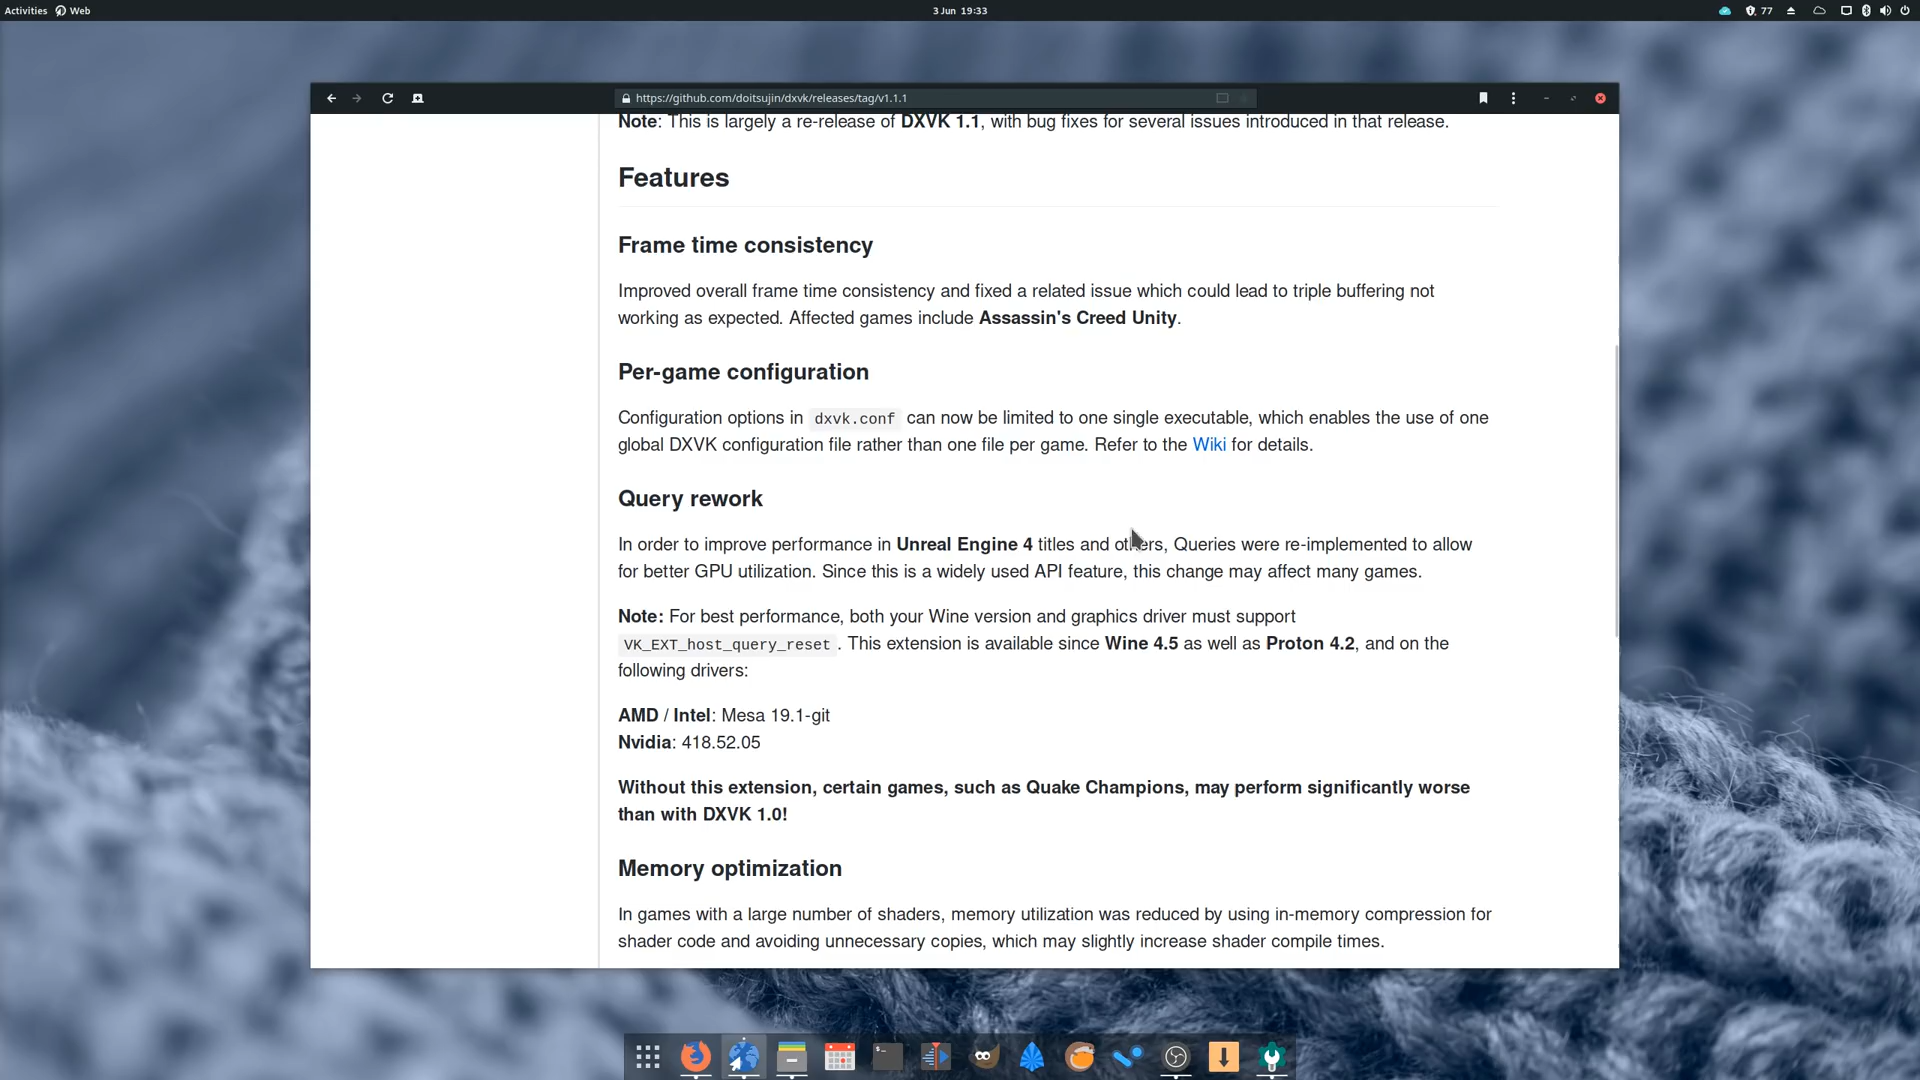 Activities Web 3 Jun 19:33 77
https://github.com/doitsujin/dxvk/releases/tag/v1.1.1
Note: This is largely a re-release of DXVK 1.1, with bug fixes for several issues introduced in that release.
Features
Frame time consistency
Improved overall frame time consistency and fixed a related issue which could lead to triple buffering not
working as expected. Affected games include Assassin's Creed Unity.
Per-game configuration
Configuration options in dxvk.conf can now be limited to one single executable, which enables the use of one
global DXVK configuration file rather than one file per game. Refer to the Wiki for details.
Query rework
In order to improve performance in Unreal Engine 4 titles and others, Queries were re-implemented to allow
for better GPU utilization. Since this is a widely used API feature, this change may affect many games.
Note: For best performance, both your Wine version and graphics driver must support
VK_EXT_host_query_reset. This extension is available since Wine 4.5 as well as Proton 4.2, and on the
following drivers:
AMD / Intel: Mesa 19.1-git
Nvidia: 418.52.05
Without this extension, certain games, such as Quake Champions, may perform significantly worse
than with DXVK 1.0!
Memory optimization
In games with a large number of shaders, memory utilization was reduced by using in-memory compression for
shader code and avoiding unnecessary copies, which may slightly increase shader compile times.